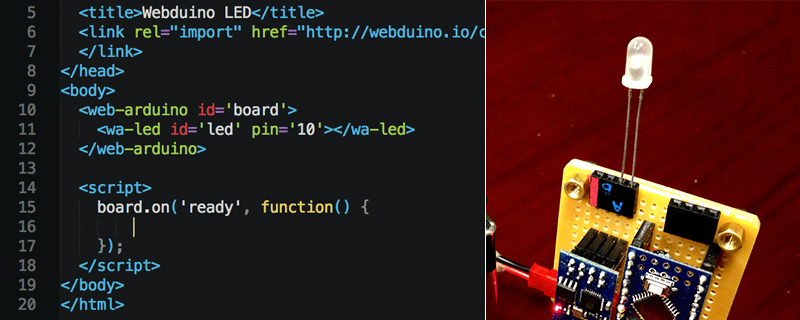 5 <title>Webduino LED</title>
6 <link rel="import" href="http://webduino.io/c
7 </link>
8 </head>
9 <body>
10 <web-arduino id='board'>
11 <wa-led id='led' pin='10'></wa-led>
12 </web-arduino>
13
14 <script>
15 board.on('ready', function() {
16
17 });
18 </script>
19 </body>
20 </html>
A